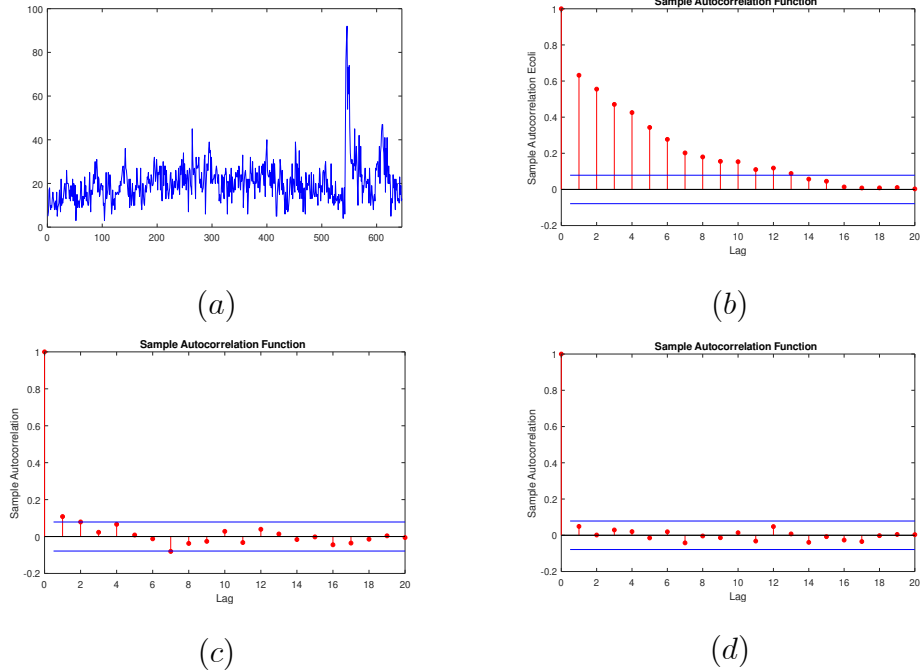 100
80
60
40
20
0
0 100 200 300 400 500 600
(a)
Sample Autocorrelation Function
Sample Autocorrelation Ecoli
1
0.8
0.6
0.4
0.2
0
-0.2
0 2 4 6 8 10 12 14 16 18 20
Lag
(b)
Sample Autocorrelation Function
Sample Autocorrelation
1
0.8
0.6
0.4
0.2
0
-0.2
0 2 4 6 8 10 12 14 16 18 20
Lag
(c)
Sample Autocorrelation Function
Sample Autocorrelation
1
0.8
0.6
0.4
0.2
0
-0.2
0 2 4 6 8 10 12 14 16 18 20
Lag
(d)